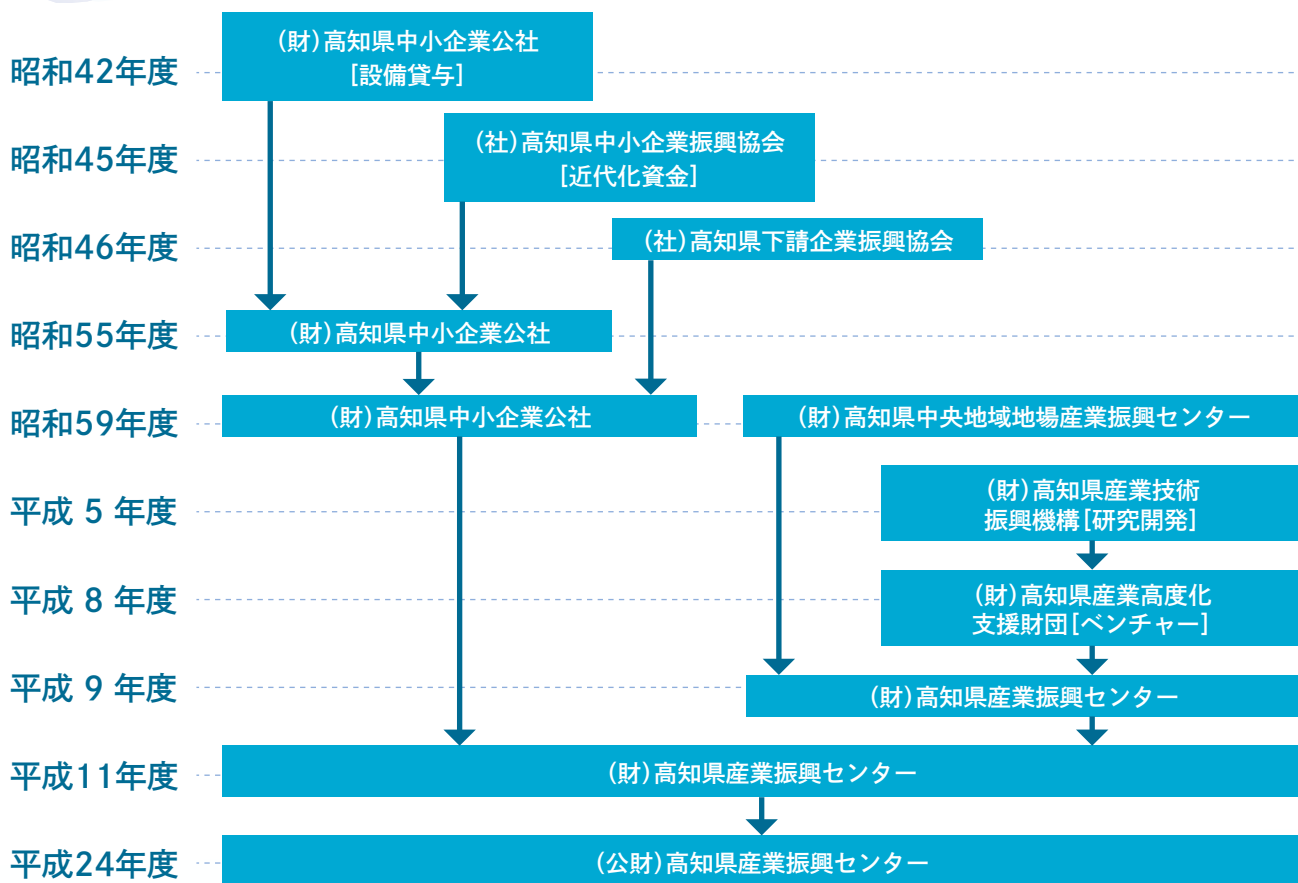 昭和42年度
(財)高知県中小企業公社
[設備貸与]
昭和45年度
(社)高知県中小企業振興協会
[近代化資金]
昭和46年度
(社)高知県下請企業振興協会
昭和55年度
(財)高知県中小企業公社
昭和59年度
(財)高知県中小企業公社
(財)高知県中央地域地場産業振興センター
平成 5 年度
(財)高知県産業技術
振興機構[研究開発]
平成 8 年度
(財)高知県産業高度化
支援財団[ベンチャー]
平成 9 年度
(財)高知県産業振興センター
平成11年度
(財)高知県産業振興センター
平成24年度
(公財)高知県産業振興センター